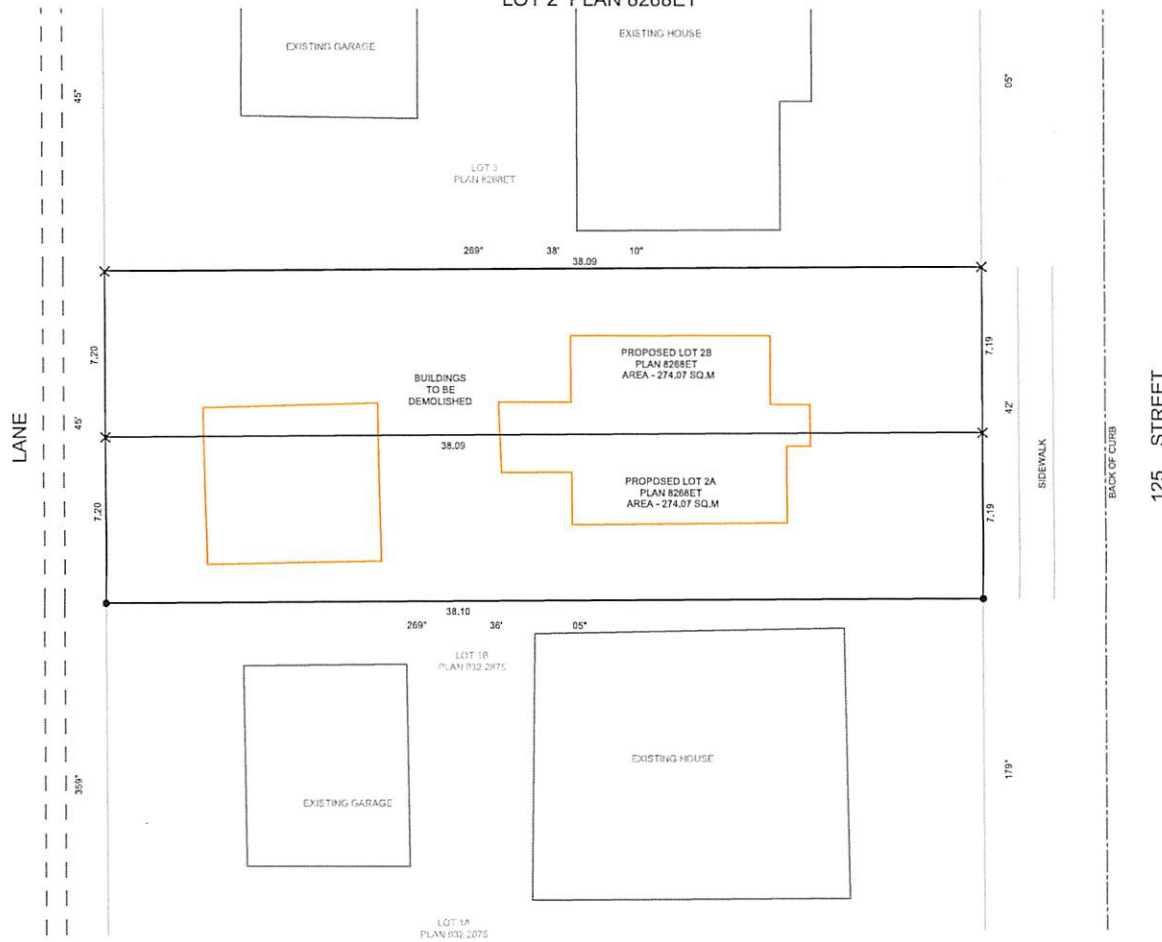 LOT 2 PLAN 8268ET
EXISTING GARAGE
EXISTING HOUSE
45"
05"
LOT 3
PLAN 8268ET
269° 38' 10"
38.09
7.20
7.19
PROPOSED LOT 2B
PLAN 8268ET
AREA - 274.07 SQ.M
BUILDINGS
TO BE
DEMOLISHED
LANE
45'
42'
38.09
SIDEWALK
BACK OF CURB
125 STREET
PROPOSED LOT 2A
PLAN 8268ET
AREA - 274.07 SQ.M
7.20
7.19
38.10
269° 36' 05"
LOT 1B
PLAN 932 2875
EXISTING HOUSE
EXISTING GARAGE
359°
179°
LOT 1A
PLAN 932 2875